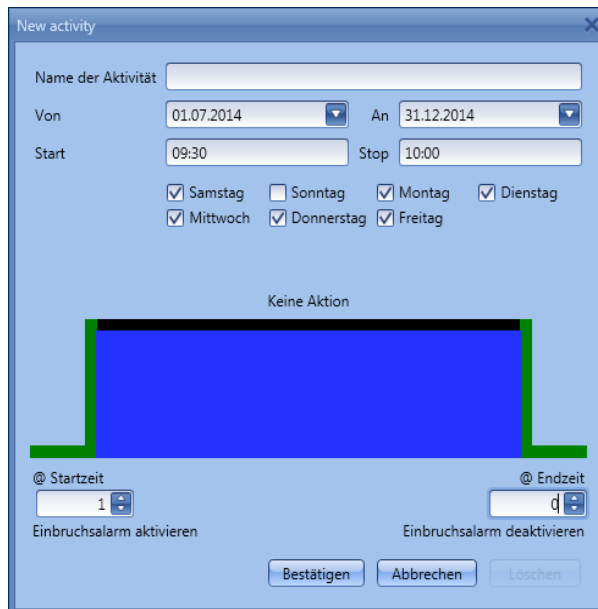 New activity
Name der Aktivität
Von 01.07.2014 An 31.12.2014
Start 09:30 Stop 10:00
Samstag Sonntag Montag Dienstag
Mittwoch Donnerstag Freitag
Keine Aktion
@ Startzeit @ Endzeit
1 0
Einbruchsalarm aktivieren Einbruchsalarm deaktivieren
Bestätigen Abbrechen Löschen